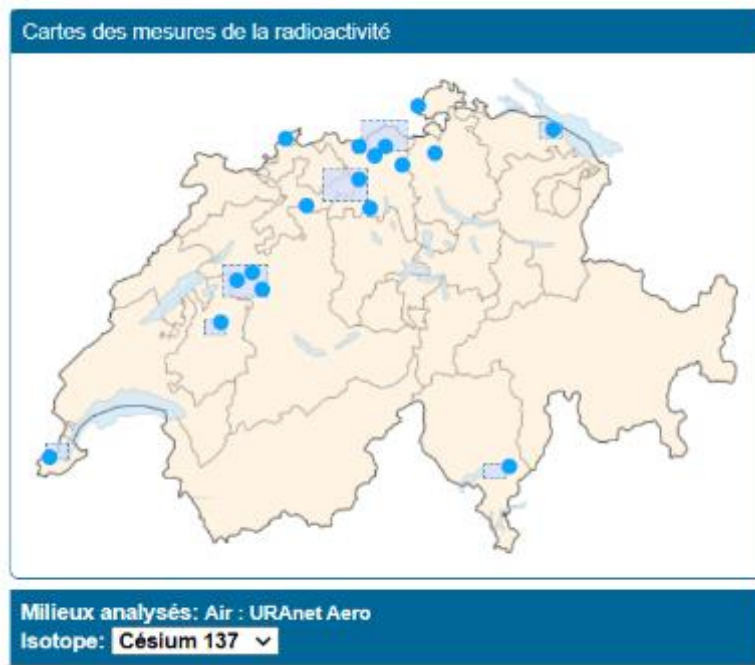 Cartes des mesures de la radioactivité
Milieux analysés: Air : URAnet Aero
Isotope: Césium 137